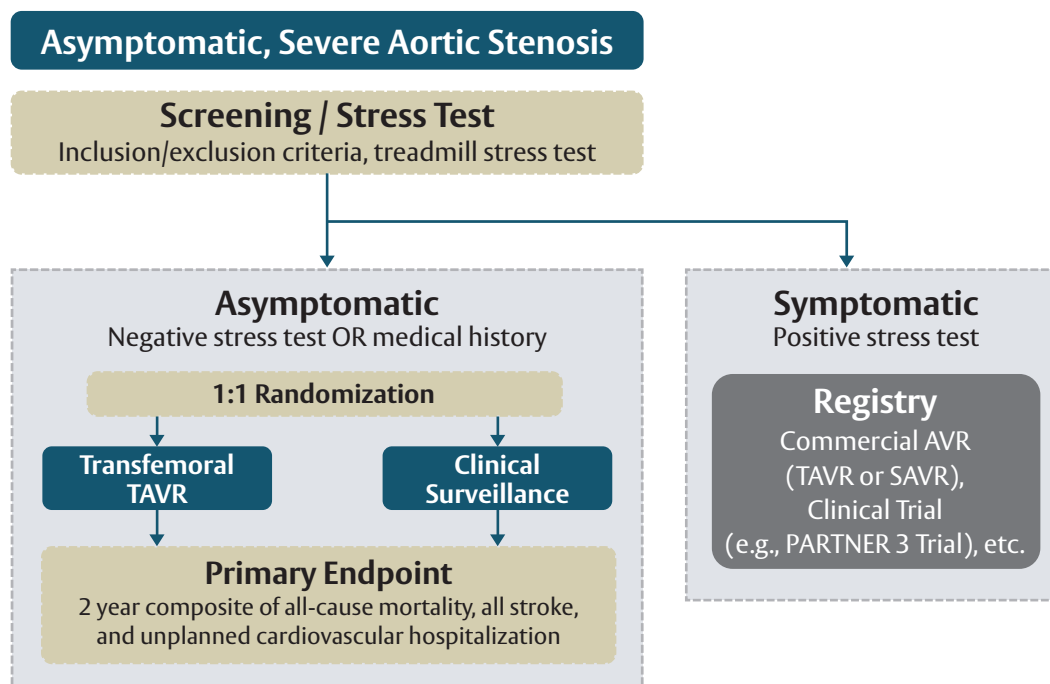 Asymptomatic, Severe Aortic Stenosis
Screening / Stress Test
Inclusion/exclusion criteria, treadmill stress test
Asymptomatic
Negative stress test OR medical history
1:1 Randomization
Transfemoral
TAVR
Clinical
Surveillance
Primary Endpoint
2 year composite of all-cause mortality, all stroke,
and unplanned cardiovascular hospitalization
Symptomatic
Positive stress test
Registry
Commercial AVR
(TAVR or SAVR),
Clinical Trial
(e.g., PARTNER 3 Trial), etc.